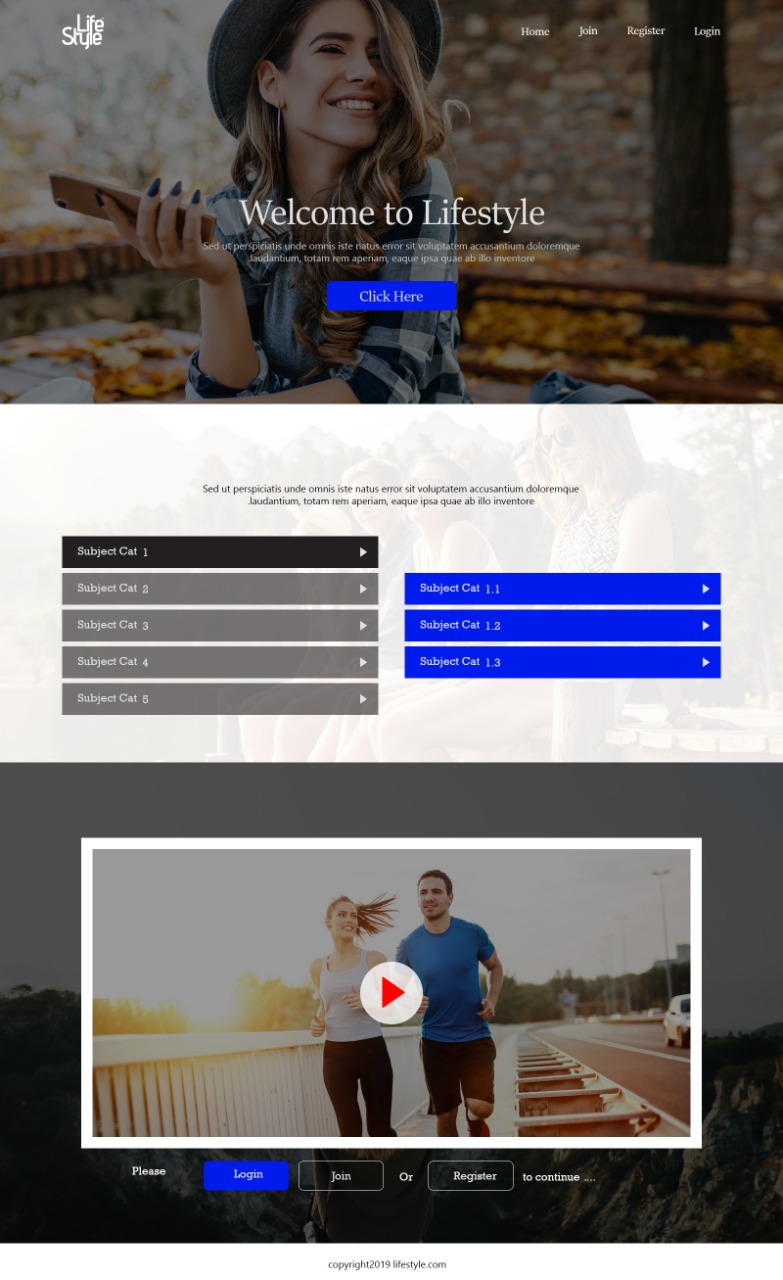 Life
Style
Home Join Register Login
Welcome to Lifestyle
Sed ut perspiciatis unde omnis iste natus error sit voluptatem accusantium doloremque
.laudantium, totam rem aperiam, eaque ipsa quae ab illo inventore
Click Here
Sed ut perspiciatis unde omnis iste natus error sit voluptatem accusantium doloremque
.laudantium, totam rem aperiam, eaque ipsa quae ab illo inventore
Subject Cat 1
Subject Cat 2
Subject Cat 3
Subject Cat 4
Subject Cat 5
Subject Cat 1.1
Subject Cat 1.2
Subject Cat 1.3
Please Login Join Or Register to continue ....
copyright2019 lifestyle.com